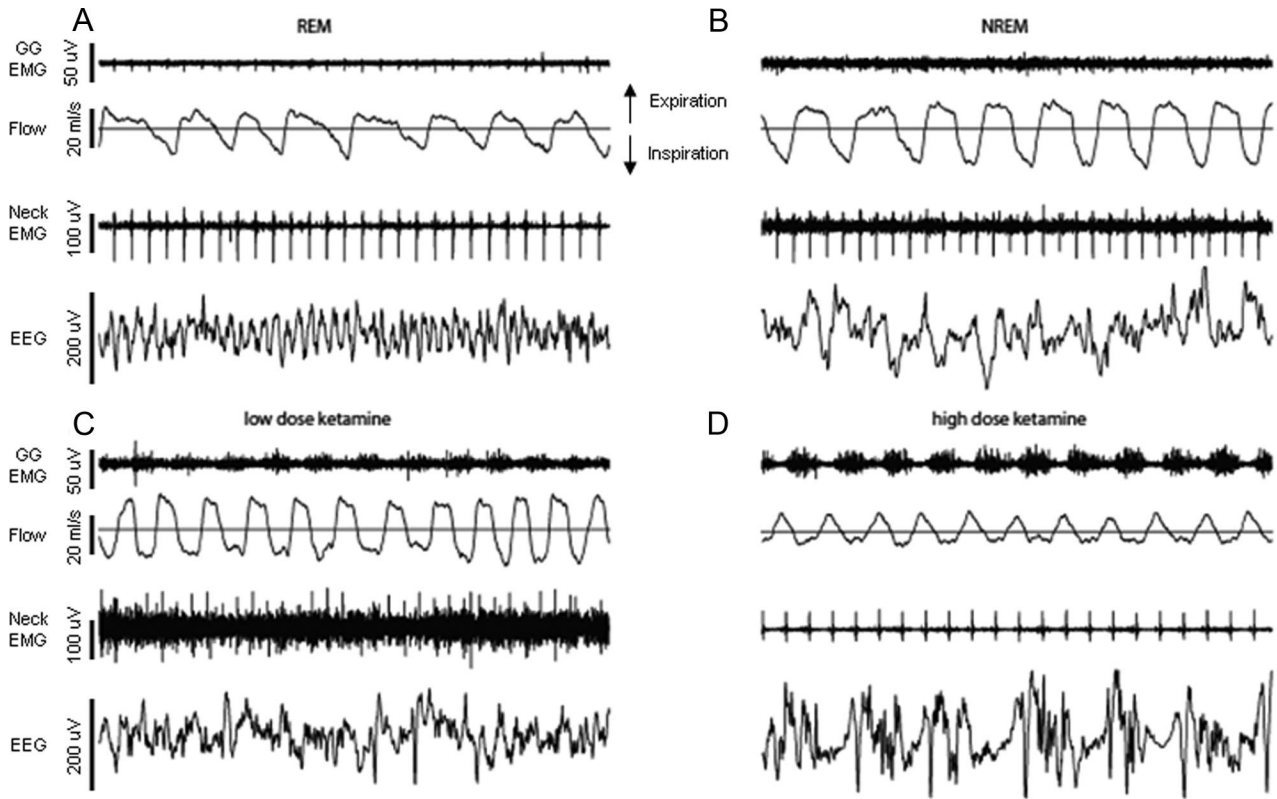 A
REM
GG
EMG
50 uV
Flow
20 ml/s
Neck
EMG
100 uV
EEG
200 uV
Expiration
Inspiration
B
NREM
C
low dose ketamine
GG
EMG
50 uV
Flow
20 ml/s
Neck
EMG
100 uV
EEG
200 uV
D
high dose ketamine